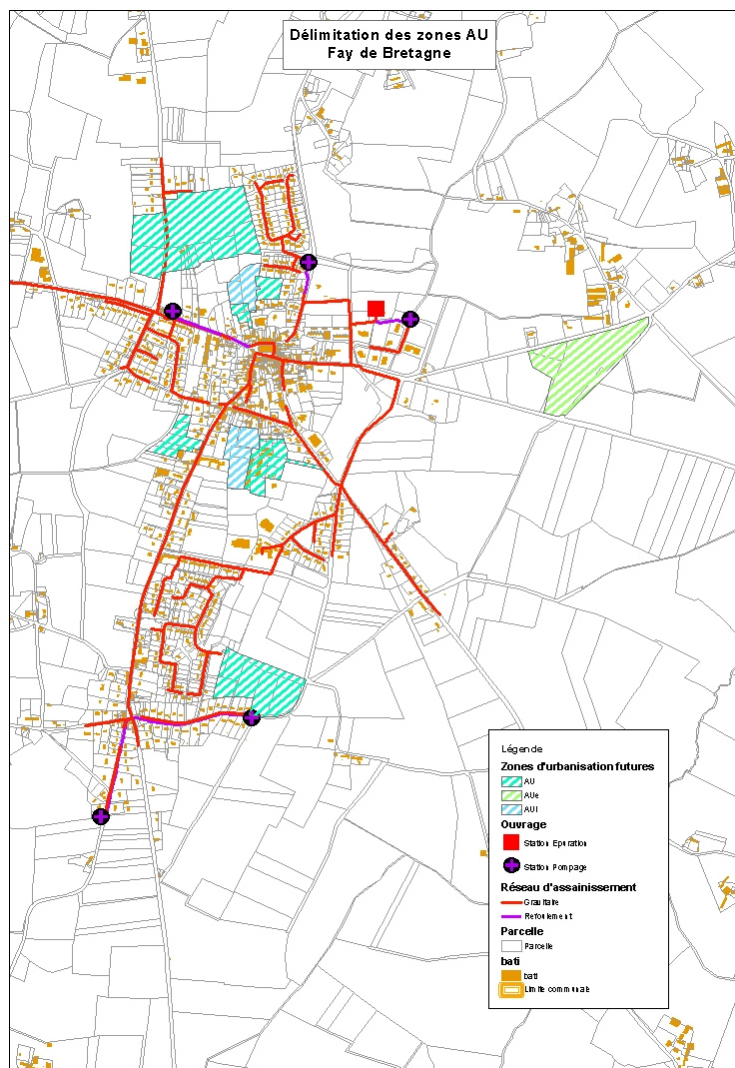 Délimitation des zones AU
Fay de Bretagne
Légende
Zones d'urbanisation futures
AU
AUe
AUl
Ouvrage
Station Epuration
Station Pompage
Réseau d'assainissement
Gravitaire
Refoulement
Parcelle
Parcelle
bati
bati
Limite communale